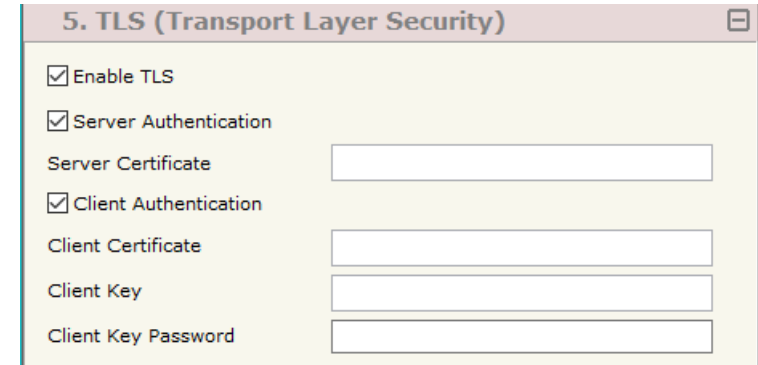 5. TLS (Transport Layer Security)
Enable TLS
Server Authentication
Server Certificate
Client Authentication
Client Certificate
Client Key
Client Key Password